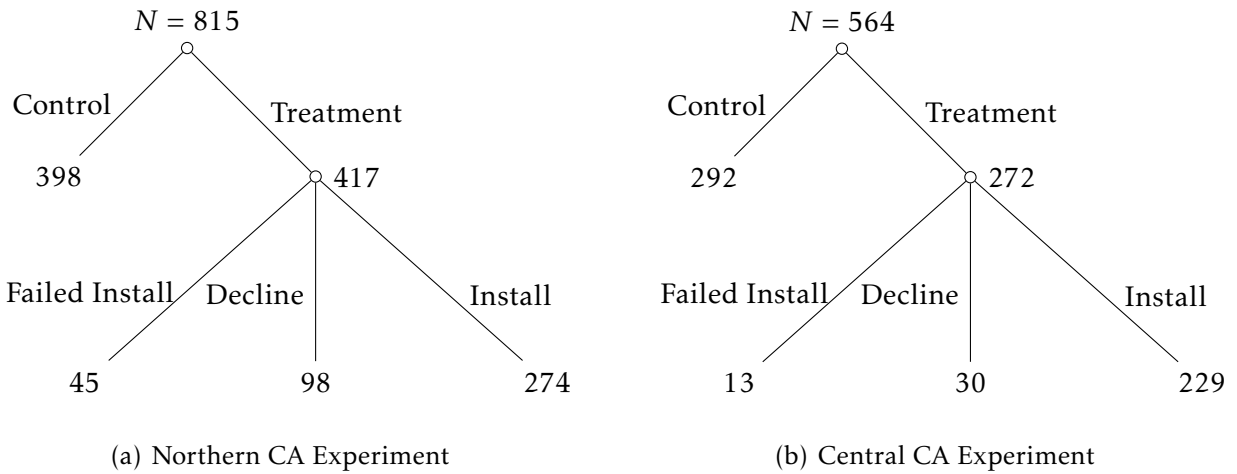 N = 815
N = 564
Control
Treatment
Control
Treatment
398
417
292
272
Failed Install
Decline
Install
Failed Install
Decline
Install
45
98
274
13
30
229
(a) Northern CA Experiment
(b) Central CA Experiment